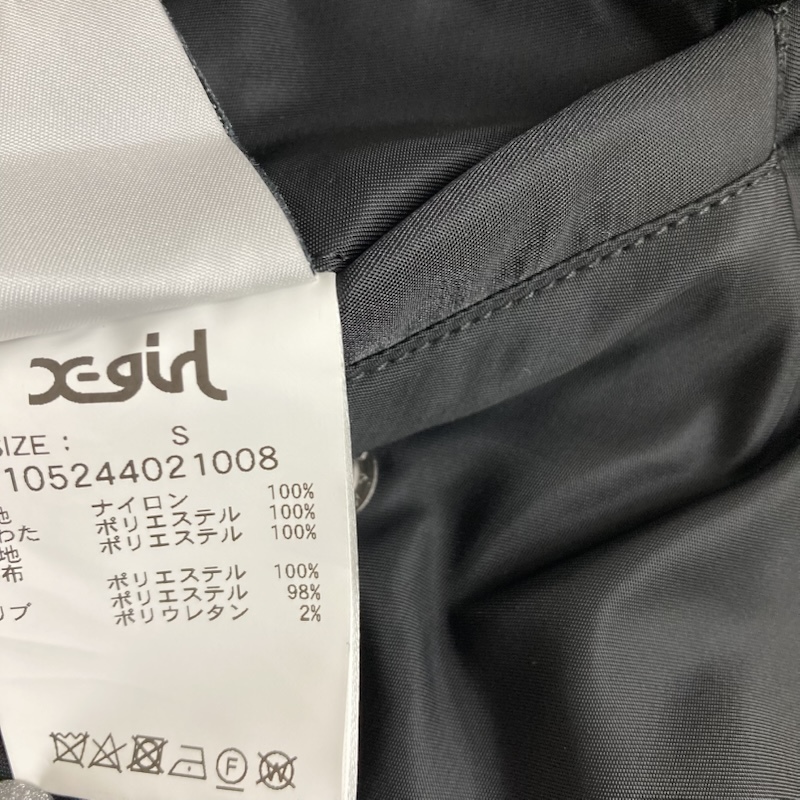 X-girl
SIZE : S
105244021008
地 ナイロン 100%
わた ポリエステル 100%
地 ポリエステル 100%
布 ポリエステル 100%
ポリエステル 98%
リブ ポリウレタン 2%
F W